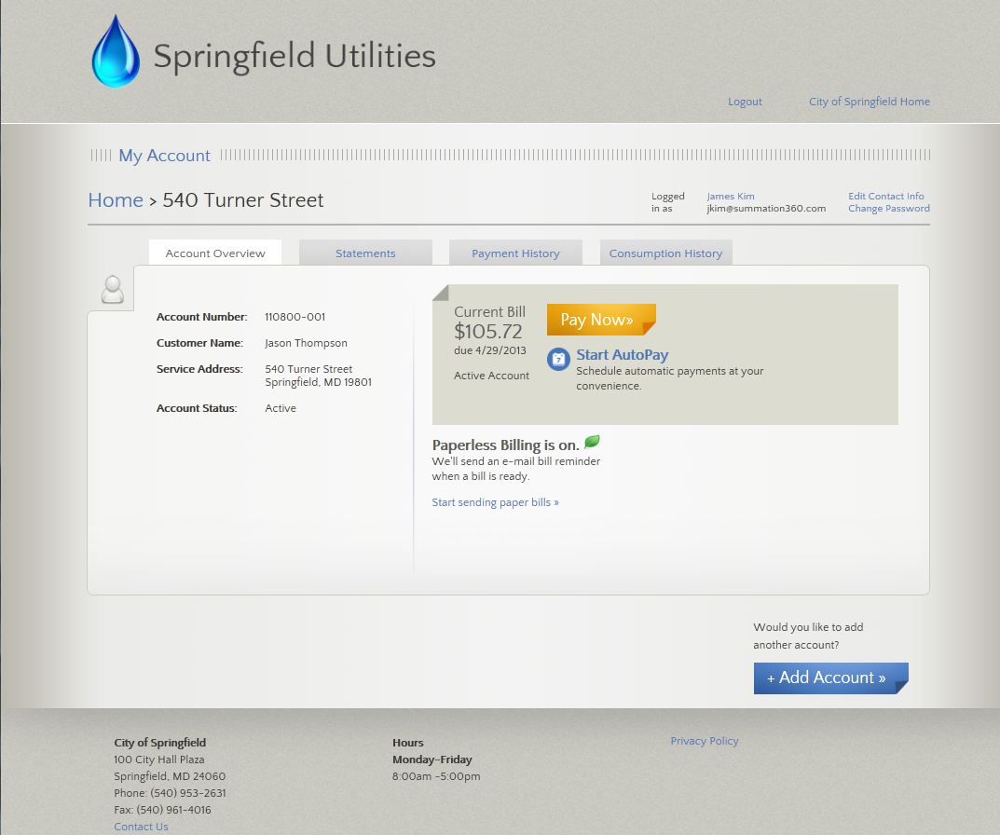 Springfield Utilities
Logout City of Springfield Home
My Account
Home > 540 Turner Street
Logged in as
James Kim
jkim@summation360.com
Edit Contact Info
Change Password
Account Overview Statements Payment History Consumption History
Account Number: 110800-001
Customer Name: Jason Thompson
Service Address: 540 Turner Street
Springfield, MD 19801
Account Status: Active
Current Bill
$105.72
due 4/29/2013
Active Account
Pay Now»
7
Start AutoPay
Schedule automatic payments at your
convenience.
Paperless Billing is on.
We'll send an e-mail bill reminder
when a bill is ready.
Start sending paper bills »
Would you like to add
another account?
+ Add Account »
City of Springfield
100 City Hall Plaza
Springfield, MD 24060
Phone: (540) 953-2631
Fax: (540) 961-4016
Contact Us
Hours
Monday-Friday
8:00am -5:00pm
Privacy Policy